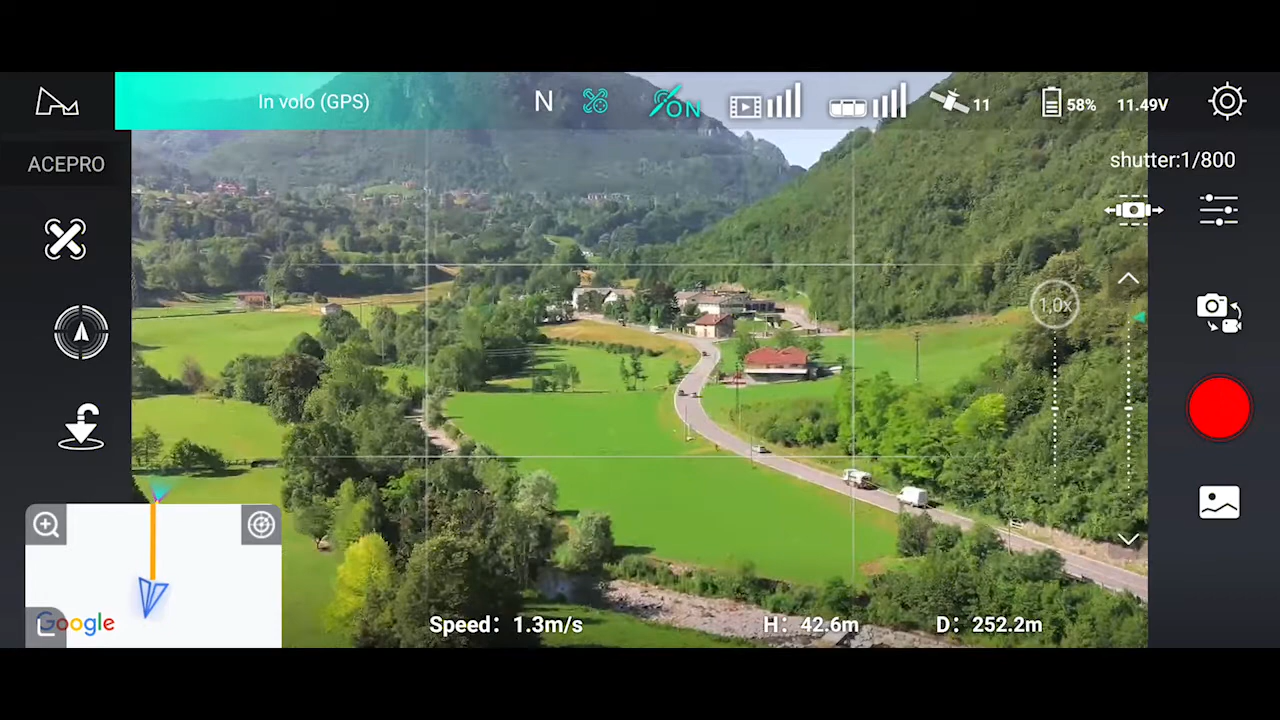 In volo (GPS)
N
ON
11
58%
11.49V
ACEPRO
shutter:1/800
1,0x
Google
Speed: 1.3m/s
H: 42.6m
D: 252.2m